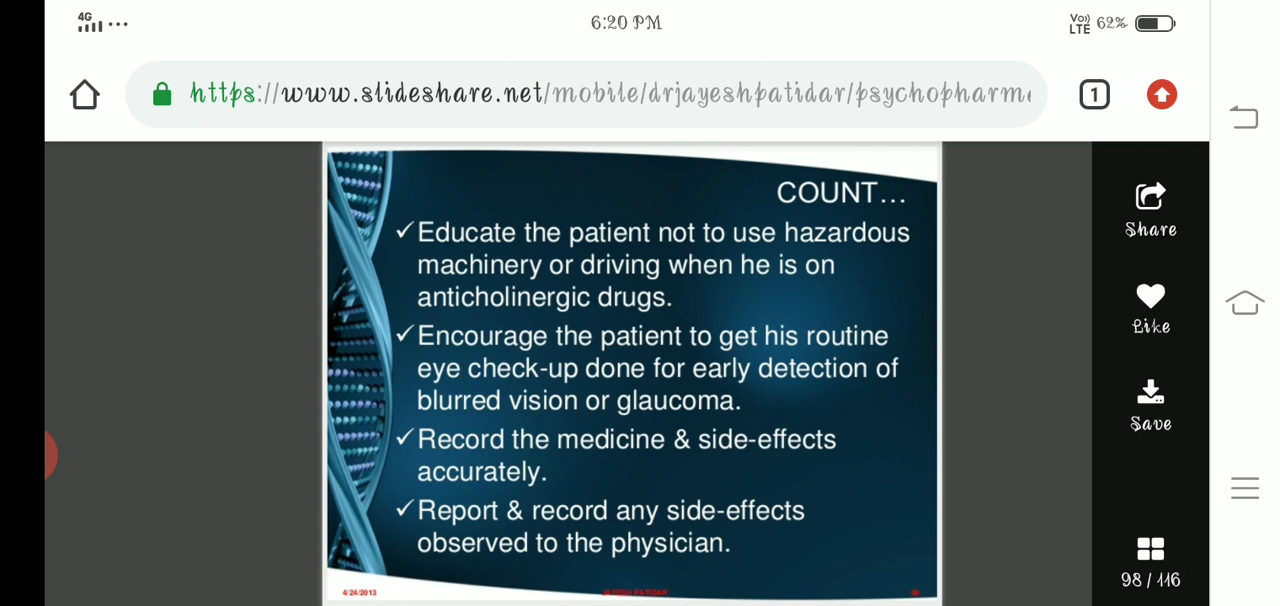 4G
6:20 PM
Vo)) LTE 62%
https://www.slideshare.net/mobile/drjayeshpatidar/psychopharm
1
COUNT...
✓Educate the patient not to use hazardous
machinery or driving when he is on
anticholinergic drugs.
✓Encourage the patient to get his routine
eye check-up done for early detection of
blurred vision or glaucoma.
✓Record the medicine & side-effects
accurately.
✓Report & record any side-effects
observed to the physician.
4/24/2013
JAYESH PATIDAR
Share
Like
Save
98 / 116